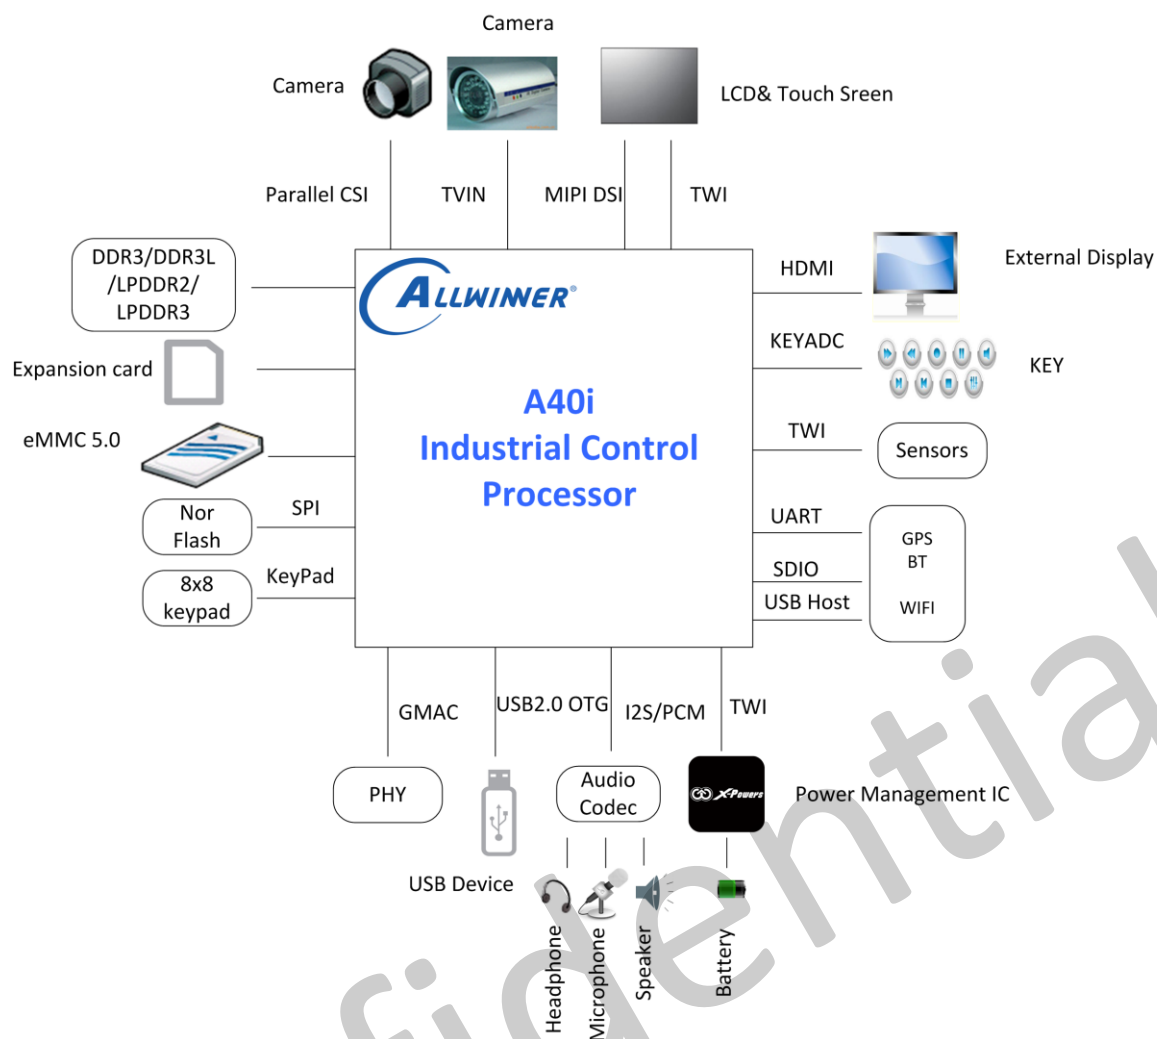 Camera
Camera
LCD& Touch Sreen
Parallel CSI
TVIN
MIPI DSI
TWI
DDR3/DDR3L
/LPDDR2/
LPDDR3
Expansion card
eMMC 5.0
Nor
Flash
SPI
8x8
keypad
KeyPad
ALLWINNER®
A40i
Industrial Control
Processor
HDMI
External Display
KEYADC
KEY
TWI
Sensors
UART
SDIO
USB Host
GPS
BT
WIFI
GMAC
USB2.0 OTG
I2S/PCM
TWI
PHY
USB Device
Audio
Codec
X-Powers
Power Management IC
Headphone
Microphone
Speaker
Battery
fidential